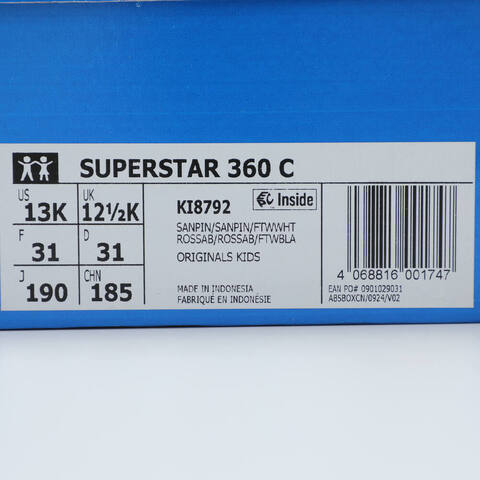 SUPERSTAR 360 C
US UK
13K 12½K
F D
31 31
J CHN
190 185
KI8792 Inside
SANPIN/SANPIN/FTWWHT
ROSSAB/ROSSAB/FTWBLA
ORIGINALS KIDS
MADE IN INDONESIA
FABRIQUÉ EN INDONÉSIE
4 068816 001747
EAN PO# 0901029031
ABSBOXCN/0924/V02